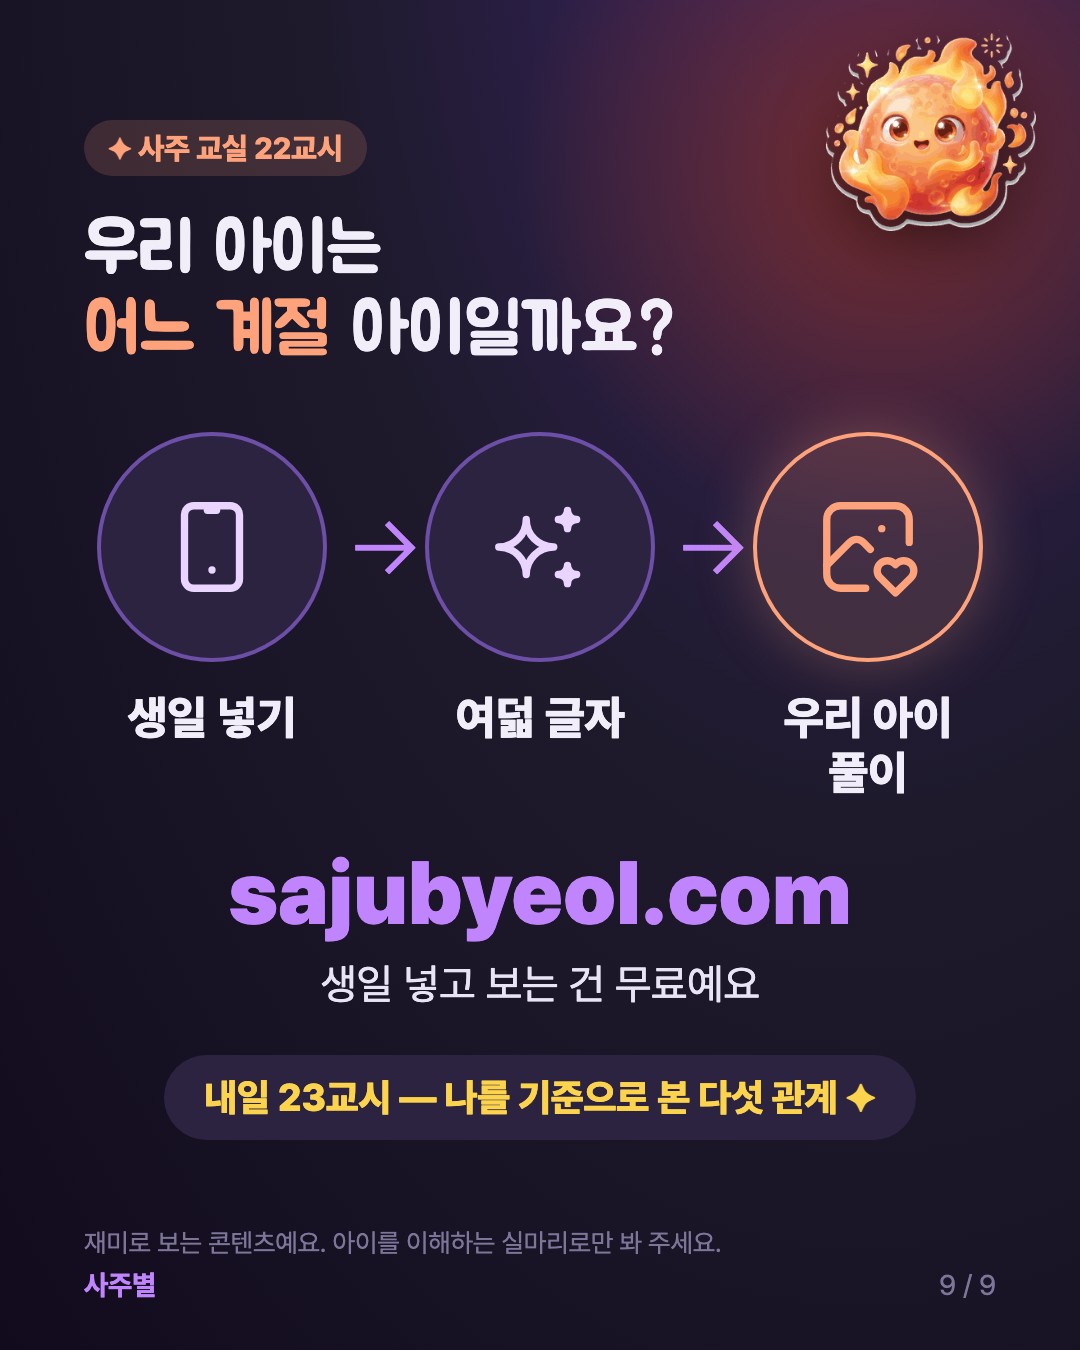 ✦ 사주 교실 22교시
우리 아이는
어느 계절 아이일까요?
생일 넣기
여덟 글자
우리 아이
풀이
sajubyeol.com
생일 넣고 보는 건 무료예요
내일 23교시 — 나를 기준으로 본 다섯 관계 ✦
재미로 보는 콘텐츠예요. 아이를 이해하는 실마리로만 봐 주세요.
사주별
9 / 9